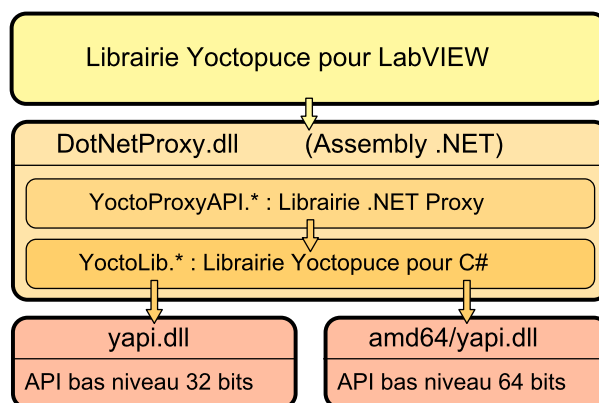 Librairie Yoctopuce pour LabVIEW
DotNetProxy.dll (Assembly .NET)
YoctoProxyAPI.* : Librairie .NET Proxy
YoctoLib.* : Librairie Yoctopuce pour C#
yapi.dll
API bas niveau 32 bits
amd64/yapi.dll
API bas niveau 64 bits